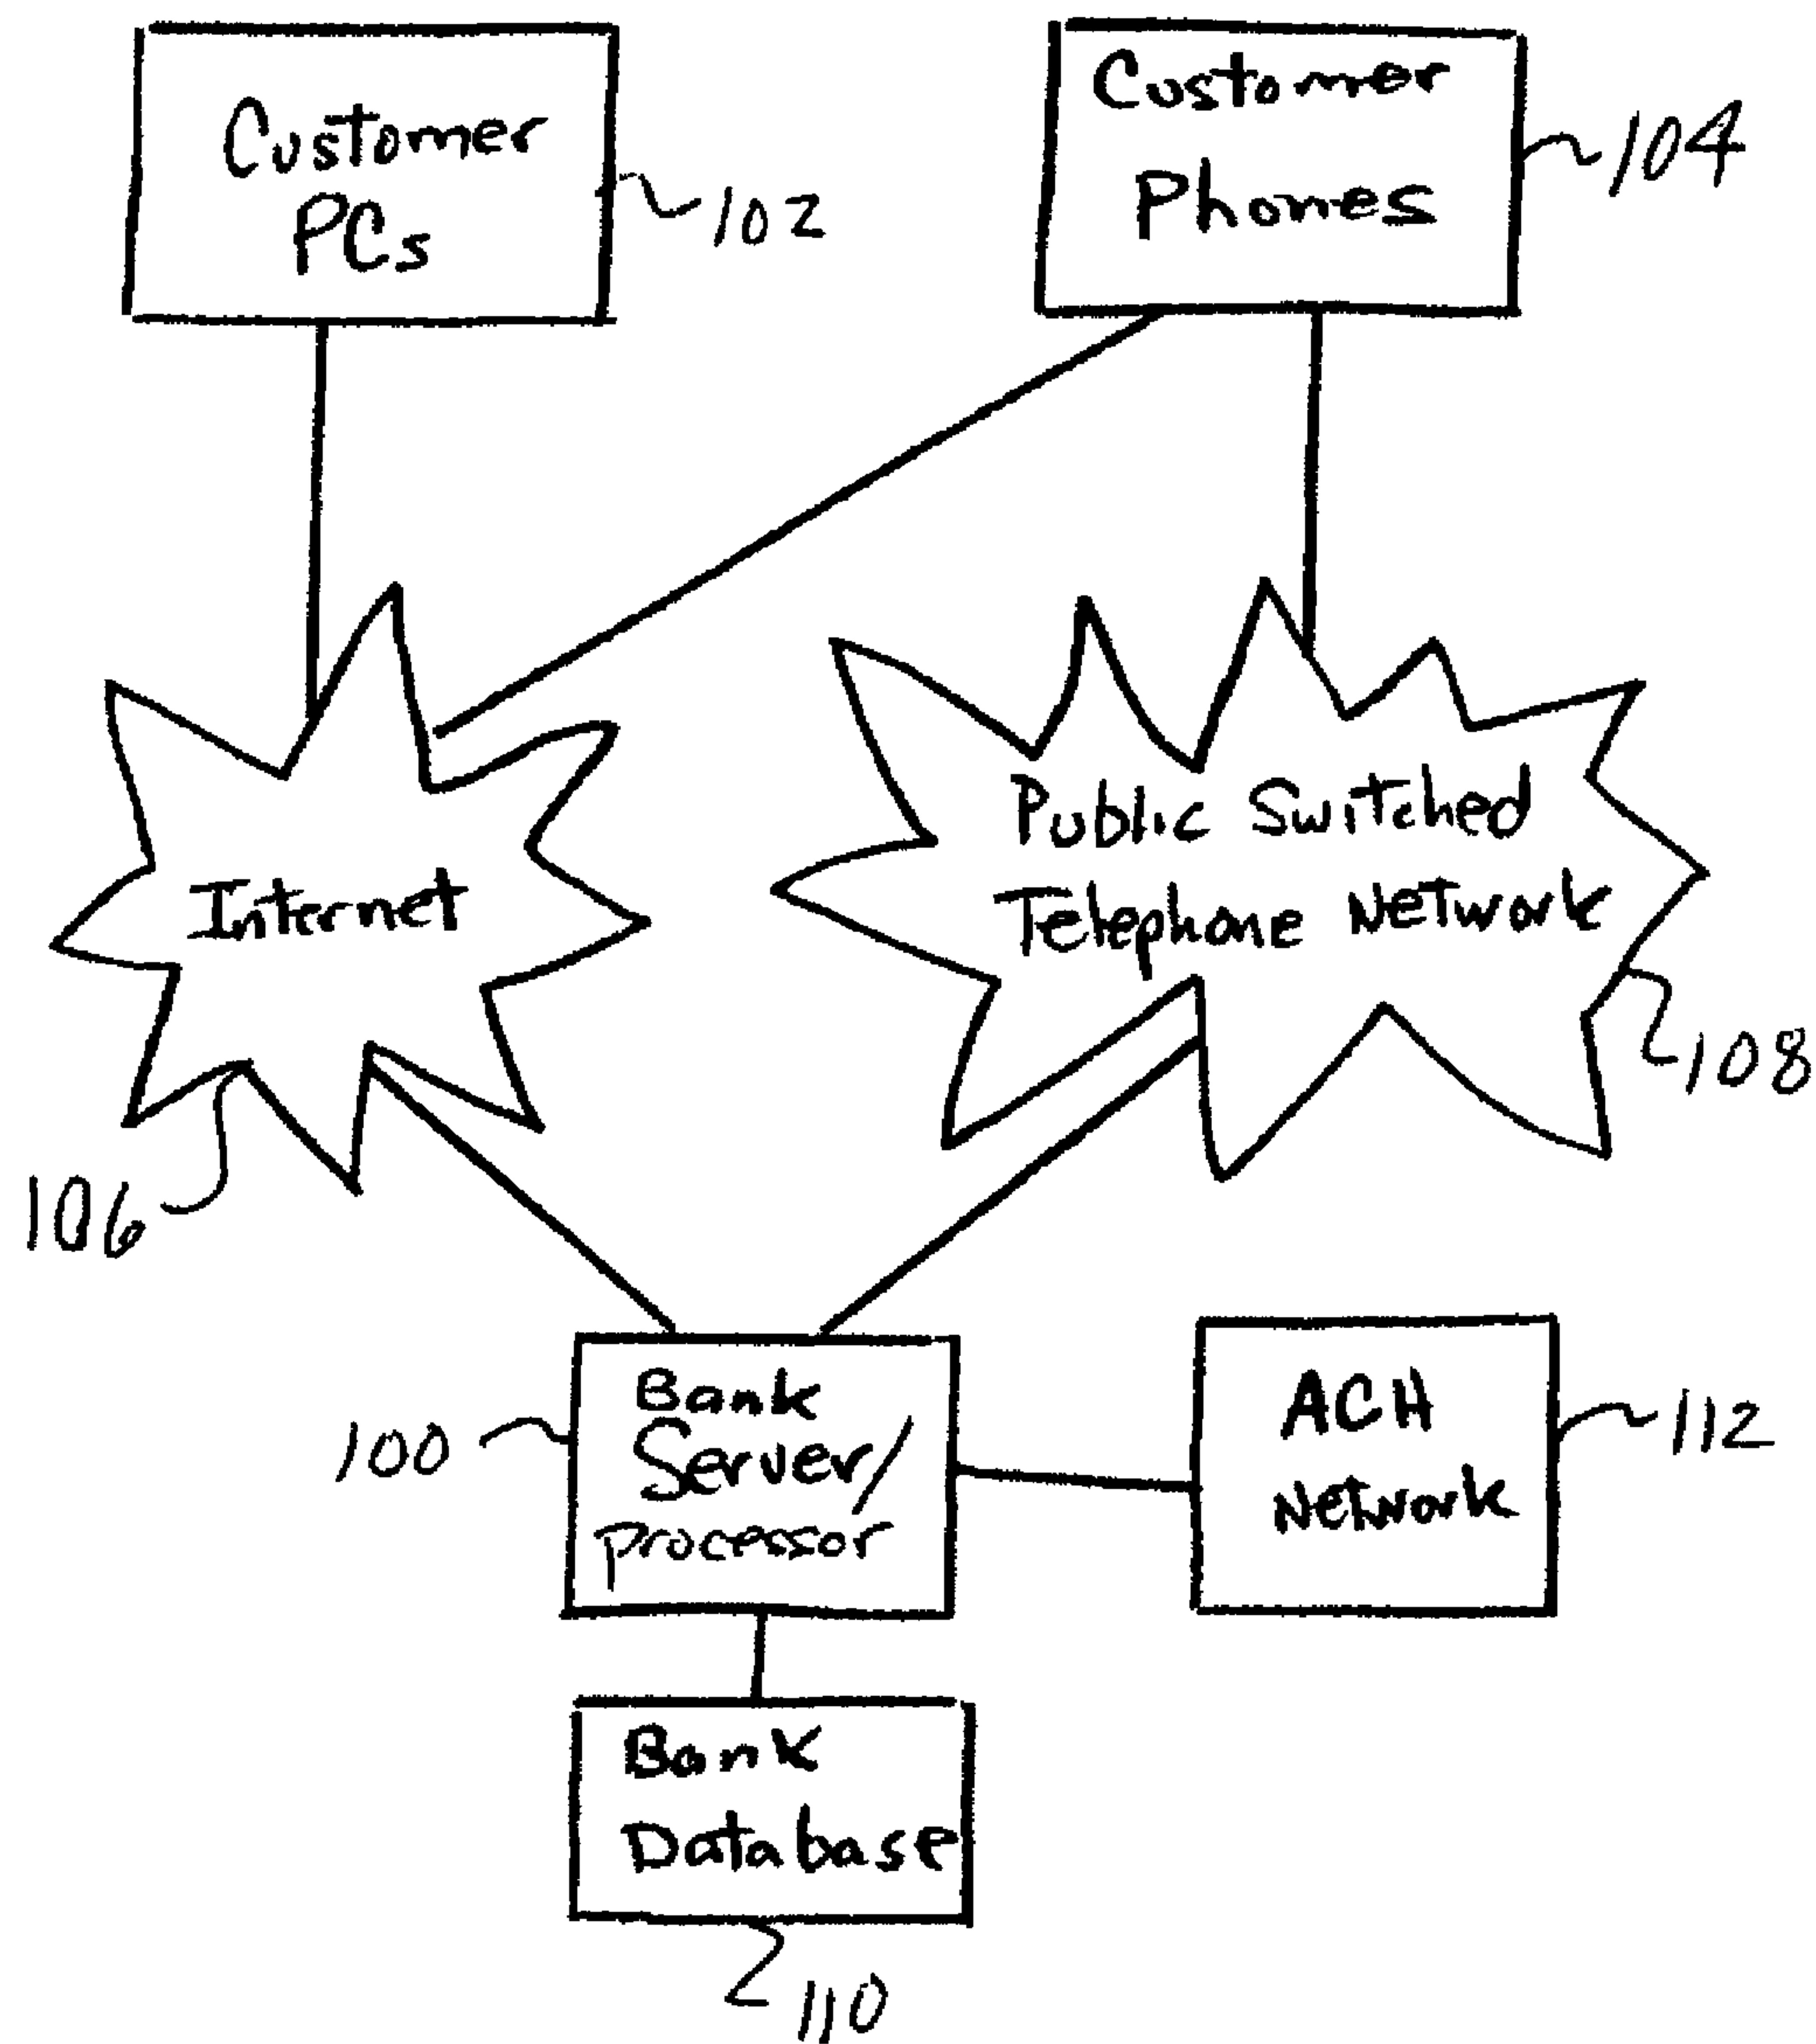 Customer
PCs
102
Customer
Phones
104
Internet
106
Public Switched
Telephone Network
108
100
Bank
Server/
processor
ACH
Network
112
Bank
Database
110